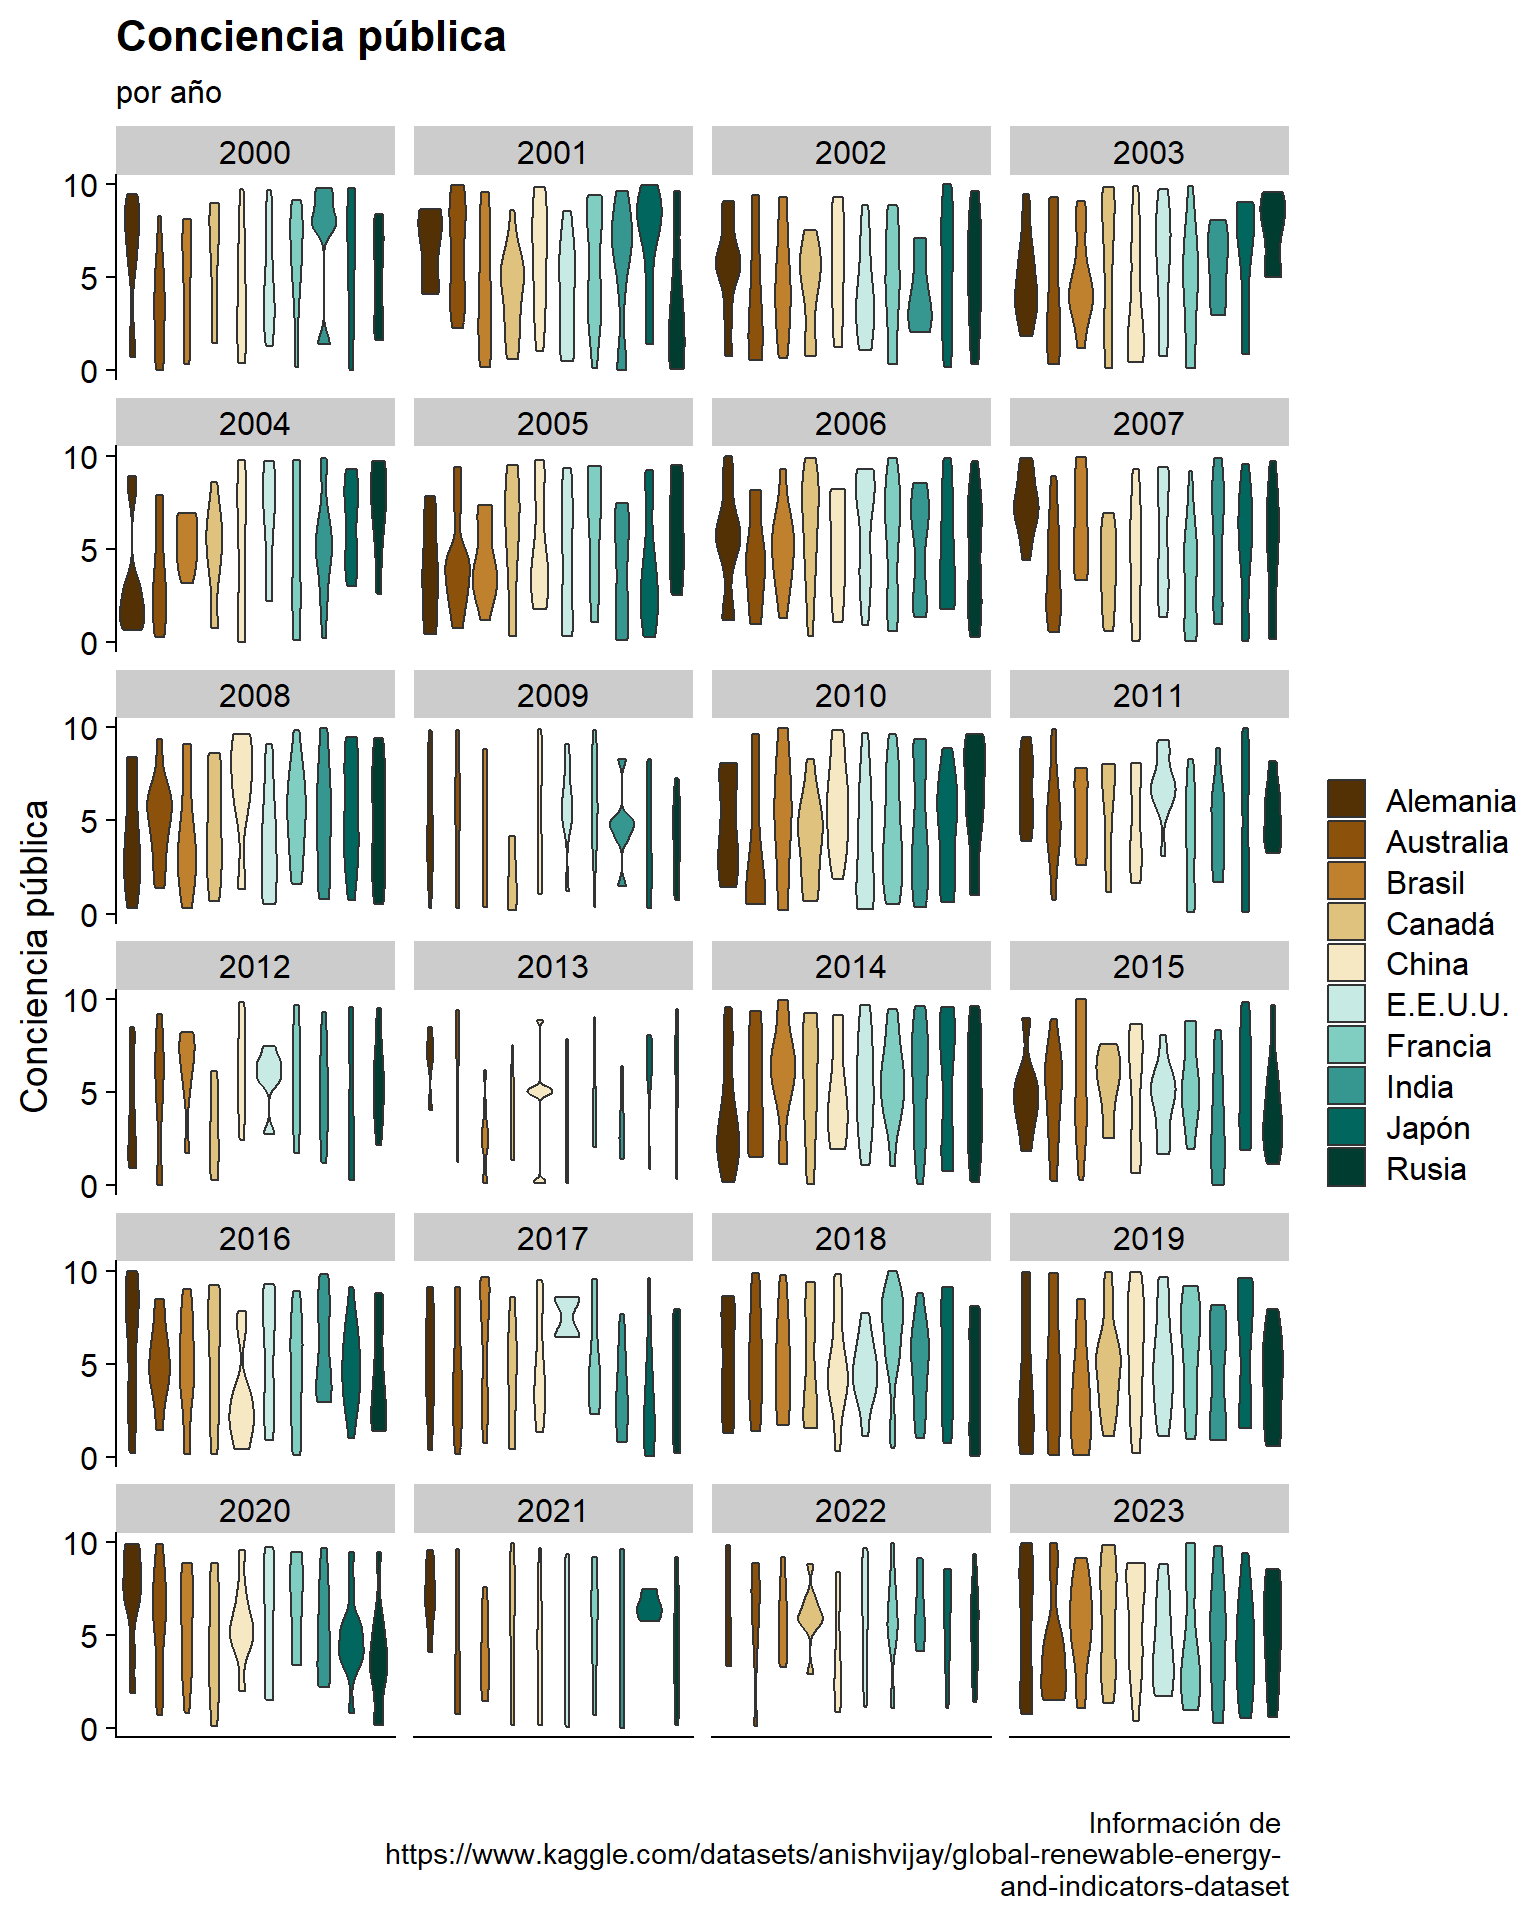 Conciencia pública
por año
2000 2001 2002 2003
10
5
0
2004 2005 2006 2007
10
5
0
2008 2009 2010 2011
10
5
0
2012 2013 2014 2015
10
5
0
2016 2017 2018 2019
10
5
0
2020 2021 2022 2023
10
5
0
Conciencia pública
Alemania
Australia
Brasil
Canadá
China
E.E.U.U.
Francia
India
Japón
Rusia
Información de
https://www.kaggle.com/datasets/anishvijay/global-renewable-energy-
and-indicators-dataset